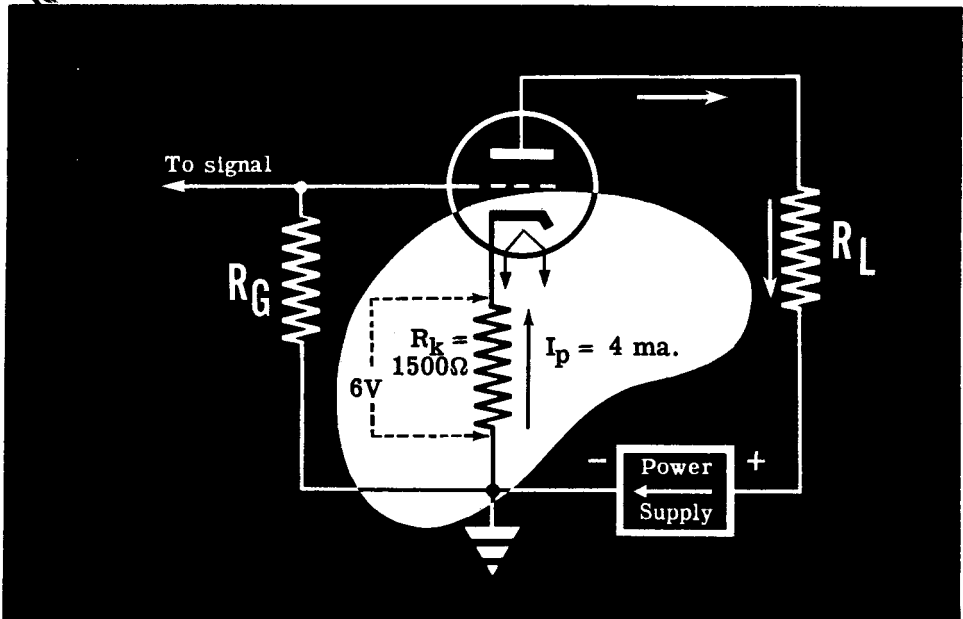 To signal
R_G
R_k =
1500Ω
6V
I_p = 4 ma.
R_L
- Power +
Supply